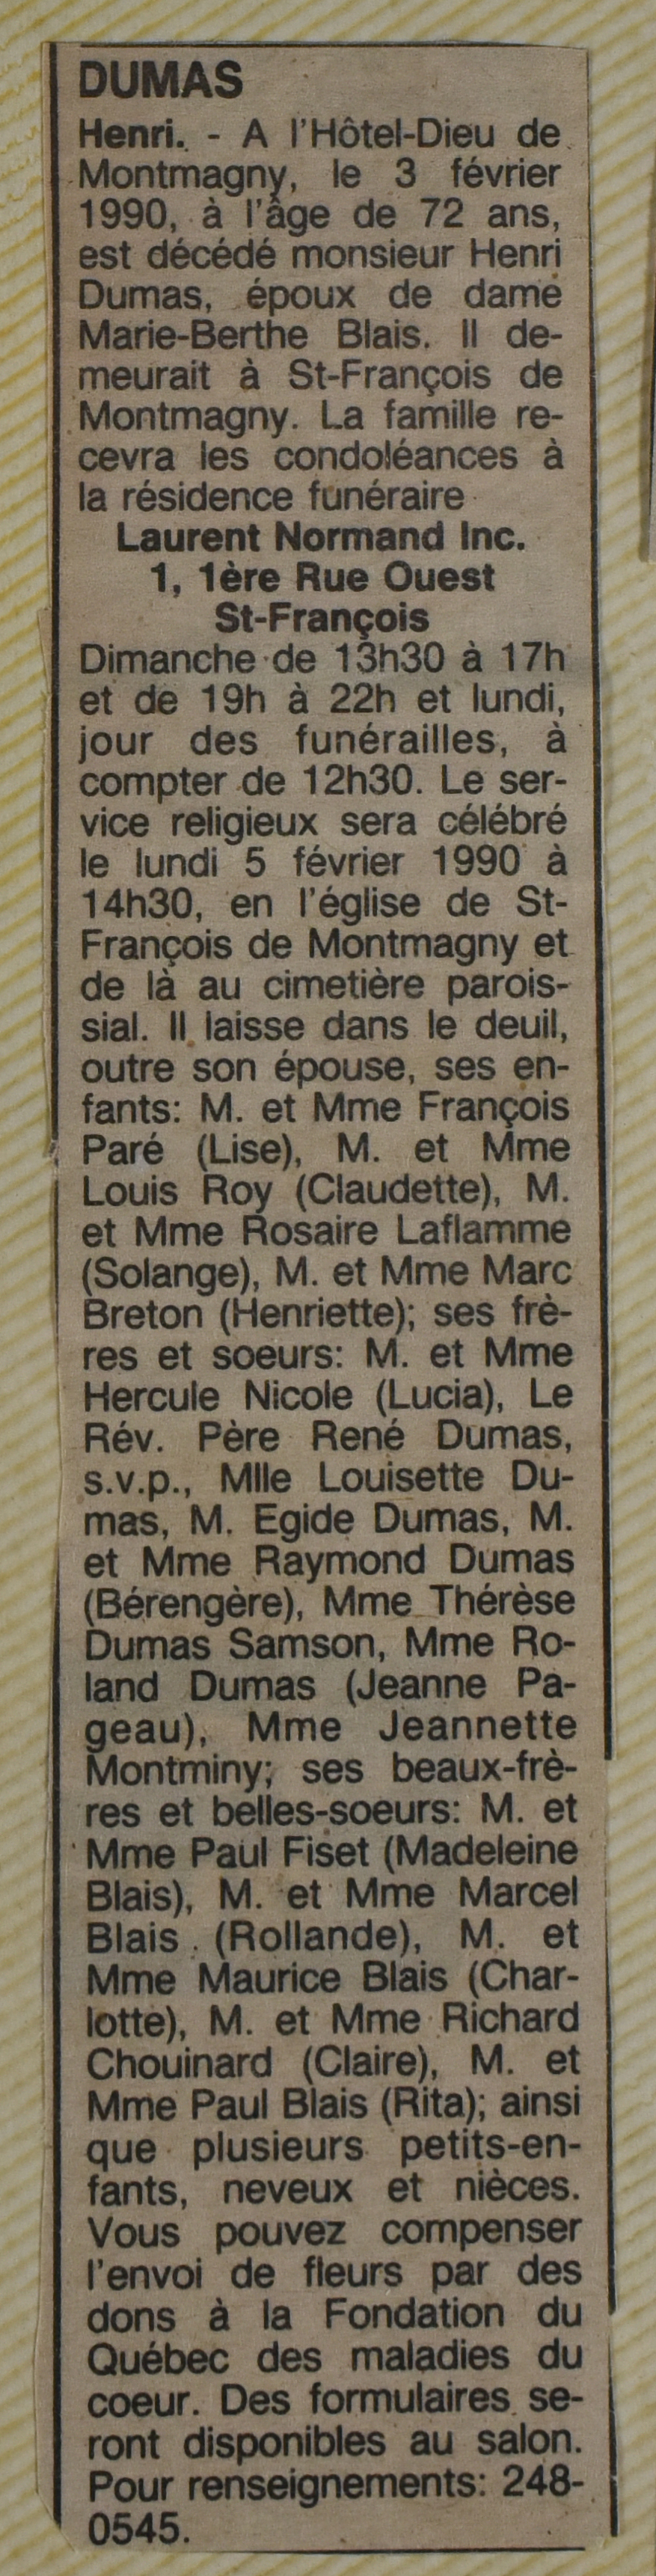 DUMAS
Henri. - A l'Hôtel-Dieu de
Montmagny, le 3 février
1990, à l'âge de 72 ans,
est décédé monsieur Henri
Dumas, époux de dame
Marie-Berthe Blais. Il de-
meurait à St-François de
Montmagny. La famille re-
cevra les condoléances à
la résidence funéraire
Laurent Normand Inc.
1, 1ère Rue Ouest
St-François
Dimanche de 13h30 à 17h
et de 19h à 22h et lundi,
jour des funérailles, à
compter de 12h30. Le ser-
vice religieux sera célébré
le lundi 5 février 1990 à
14h30, en l'église de St-
François de Montmagny et
de là au cimetière parois-
sial. Il laisse dans le deuil,
outre son épouse, ses en-
fants: M. et Mme François
Paré (Lise), M. et Mme
Louis Roy (Claudette), M.
et Mme Rosaire Laflamme
(Solange), M. et Mme Marc
Breton (Henriette); ses frè-
res et soeurs: M. et Mme
Hercule Nicole (Lucia), Le
Rév. Père René Dumas,
s.v.p., Mlle Louisette Du-
mas, M. Egide Dumas, M.
et Mme Raymond Dumas
(Bérengère), Mme Thérèse
Dumas Samson, Mme Ro-
land Dumas (Jeanne Pa-
geau), Mme Jeannette
Montminy; ses beaux-frè-
res et belles-soeurs: M. et
Mme Paul Fiset (Madeleine
Blais), M. et Mme Marcel
Blais (Rollande), M. et
Mme Maurice Blais (Char-
lotte), M. et Mme Richard
Chouinard (Claire), M. et
Mme Paul Blais (Rita); ainsi
que plusieurs petits-en-
fants, neveux et nièces.
Vous pouvez compenser
l'envoi de fleurs par des
dons à la Fondation du
Québec des maladies du
coeur. Des formulaires se-
ront disponibles au salon.
Pour renseignements: 248-
0545.